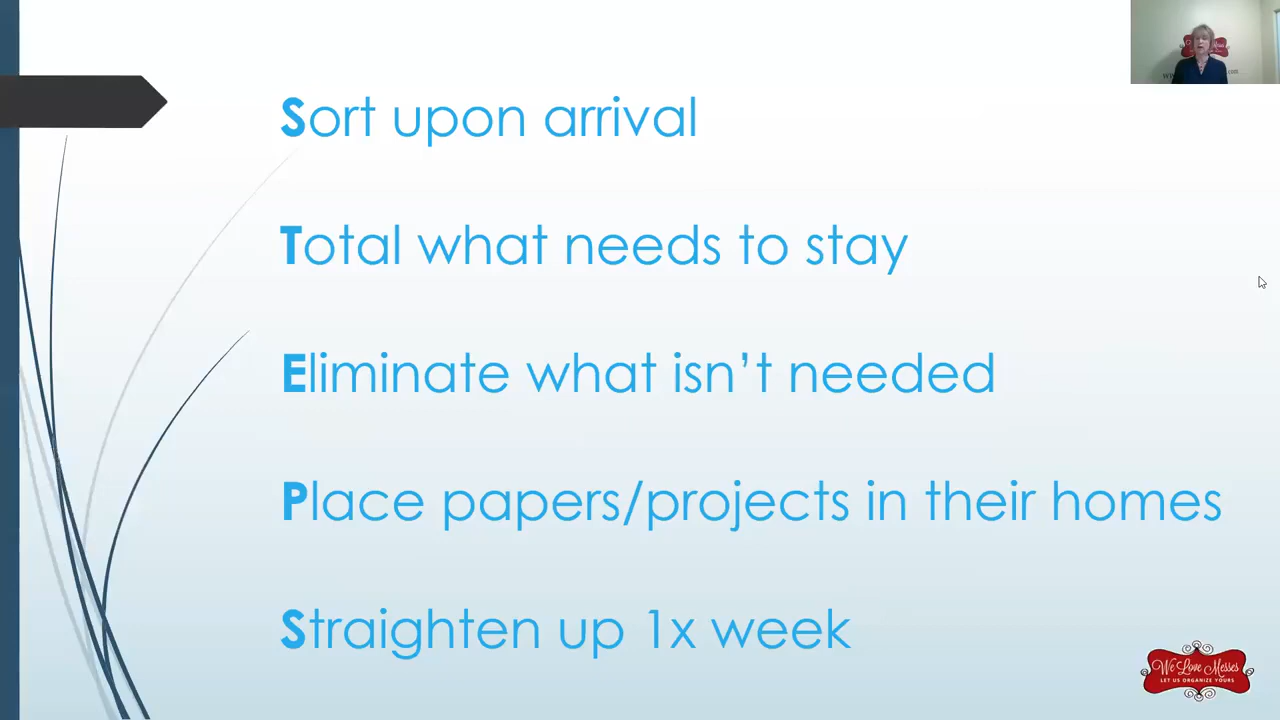 Sort upon arrival
Total what needs to stay
Eliminate what isn't needed
Place papers/projects in their homes
Straighten up 1x week
We Love Messes
LET US ORGANIZE YOURS